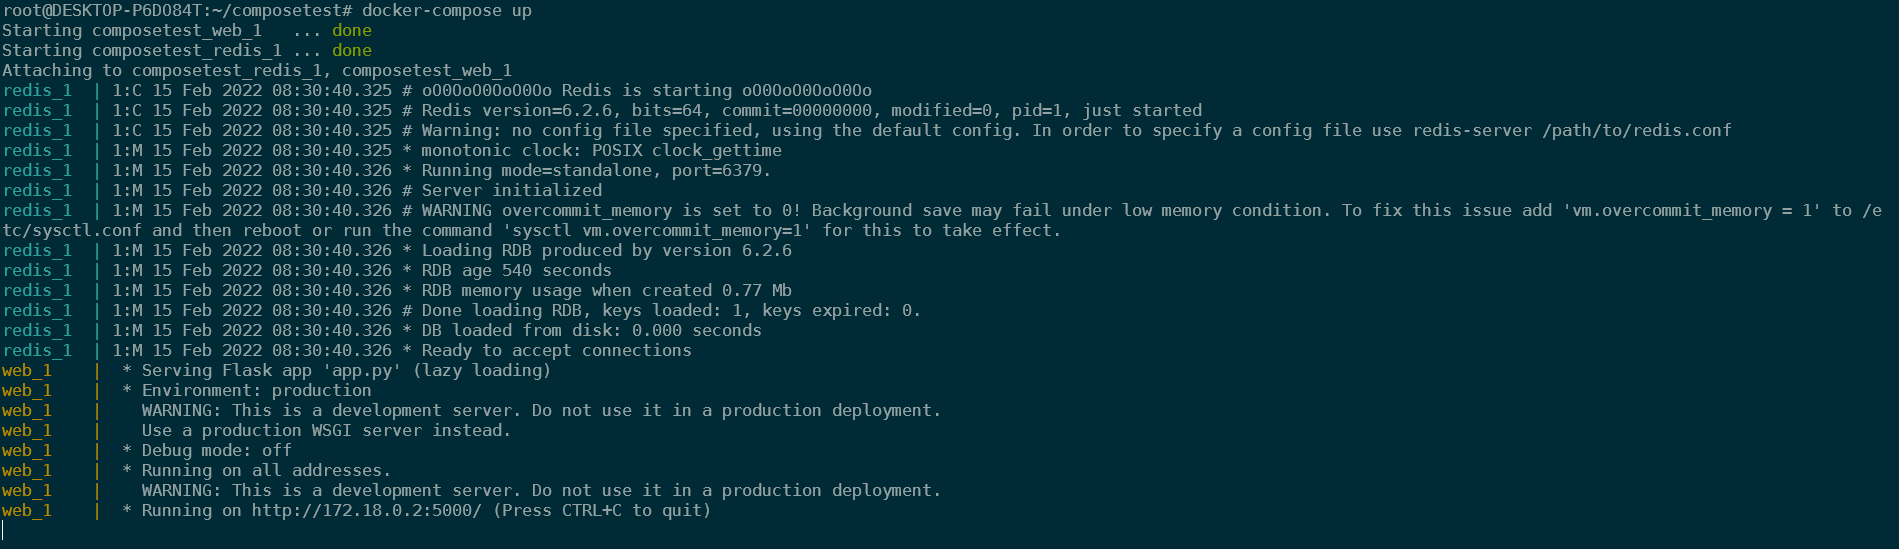 root@DESKTOP-P6DO84T:~/composetest# docker-compose up
Starting composetest_web_1   ... done
Starting composetest_redis_1 ... done
Attaching to composetest_redis_1, composetest_web_1
redis_1  | 1:C 15 Feb 2022 08:30:40.325 # oO0OoO0OoO0Oo Redis is starting oO0OoO0OoO0Oo
redis_1  | 1:C 15 Feb 2022 08:30:40.325 # Redis version=6.2.6, bits=64, commit=00000000, modified=0, pid=1, just started
redis_1  | 1:C 15 Feb 2022 08:30:40.325 # Warning: no config file specified, using the default config. In order to specify a config file use redis-server /path/to/redis.conf
redis_1  | 1:M 15 Feb 2022 08:30:40.325 * monotonic clock: POSIX clock_gettime
redis_1  | 1:M 15 Feb 2022 08:30:40.326 * Running mode=standalone, port=6379.
redis_1  | 1:M 15 Feb 2022 08:30:40.326 # Server initialized
redis_1  | 1:M 15 Feb 2022 08:30:40.326 # WARNING overcommit_memory is set to 0! Background save may fail under low memory condition. To fix this issue add 'vm.overcommit_memory = 1' to /e
tc/sysctl.conf and then reboot or run the command 'sysctl vm.overcommit_memory=1' for this to take effect.
redis_1  | 1:M 15 Feb 2022 08:30:40.326 * Loading RDB produced by version 6.2.6
redis_1  | 1:M 15 Feb 2022 08:30:40.326 * RDB age 540 seconds
redis_1  | 1:M 15 Feb 2022 08:30:40.326 * RDB memory usage when created 0.77 Mb
redis_1  | 1:M 15 Feb 2022 08:30:40.326 # Done loading RDB, keys loaded: 1, keys expired: 0.
redis_1  | 1:M 15 Feb 2022 08:30:40.326 * DB loaded from disk: 0.000 seconds
redis_1  | 1:M 15 Feb 2022 08:30:40.326 * Ready to accept connections
web_1    |  * Serving Flask app 'app.py' (lazy loading)
web_1    |  * Environment: production
web_1    |    WARNING: This is a development server. Do not use it in a production deployment.
web_1    |    Use a production WSGI server instead.
web_1    |  * Debug mode: off
web_1    |  * Running on all addresses.
web_1    |    WARNING: This is a development server. Do not use it in a production deployment.
web_1    |  * Running on http://172.18.0.2:5000/ (Press CTRL+C to quit)